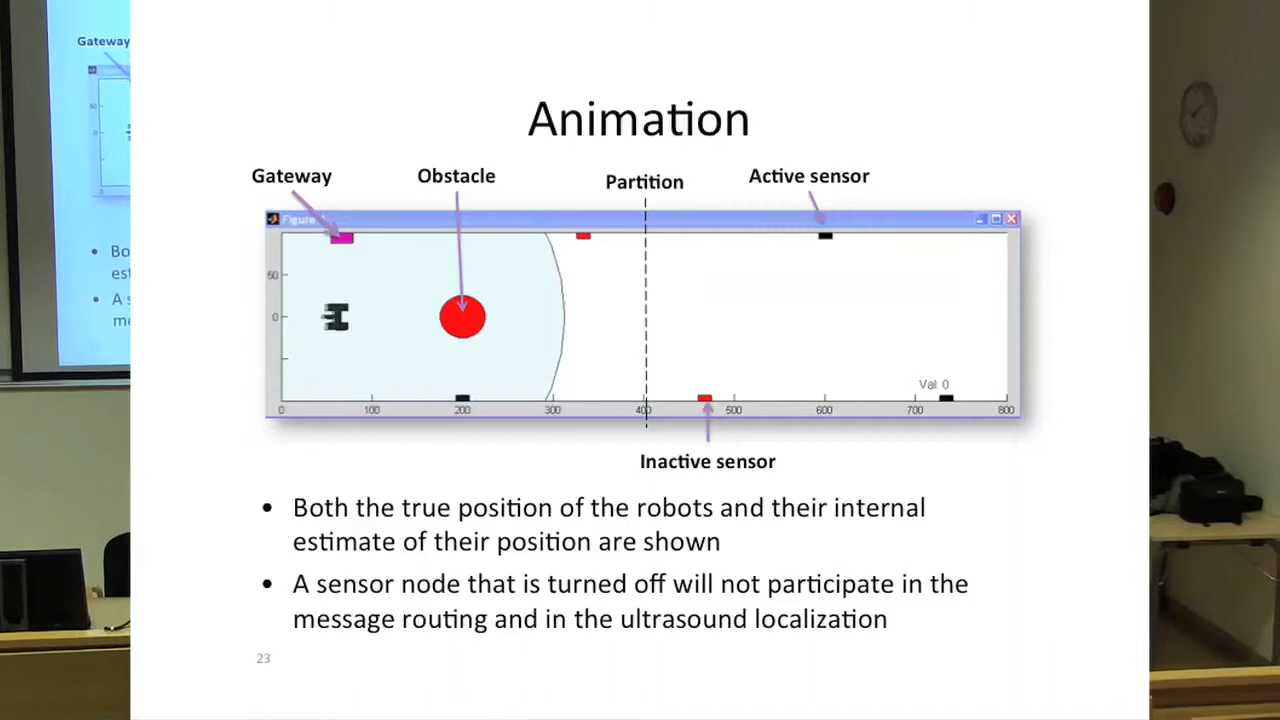 Animation
Gateway
Obstacle
Partition
Active sensor
Figure
50
0
Val: 0
0
100
200
300
400
500
600
700
800
Inactive sensor
• Both the true position of the robots and their internal
estimate of their position are shown
• A sensor node that is turned off will not participate in the
message routing and in the ultrasound localization
23
Gateway
• Bo
est
• A s
me